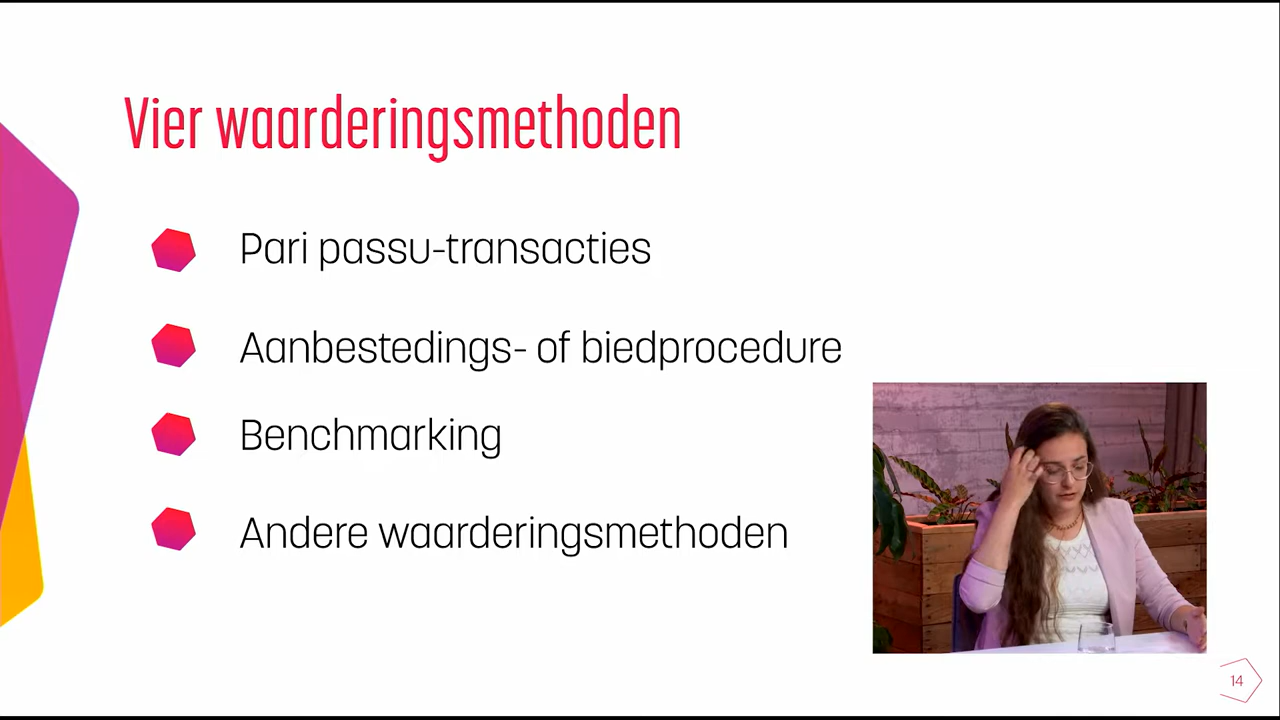 Vier waarderingsmethoden
Pari passu-transacties
Aanbestedings- of biedprocedure
Benchmarking
Andere waarderingsmethoden
14